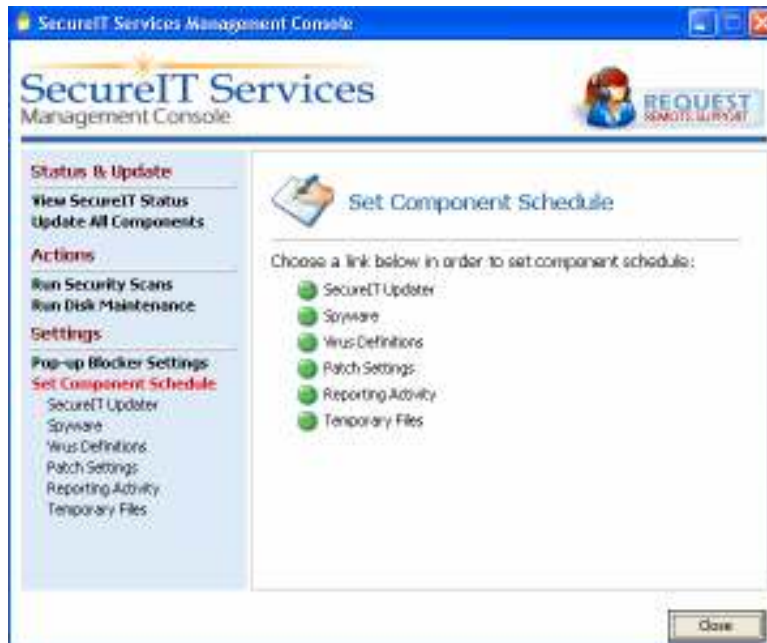 SecureIT Services Management Console
SecureIT Services
Management Console
REQUEST
REMOTE SUPPORT
Status & Update
View SecureIT Status
Update All Components
Actions
Run Security Scans
Run Disk Maintenance
Settings
Pop-up Blocker Settings
Set Component Schedule
SecureIT Updater
Spyware
Virus Definitions
Patch Settings
Reporting Activity
Temporary Files
Set Component Schedule
Choose a link below in order to set component schedule:
SecureIT Updater
Spyware
Virus Definitions
Patch Settings
Reporting Activity
Temporary Files
Close